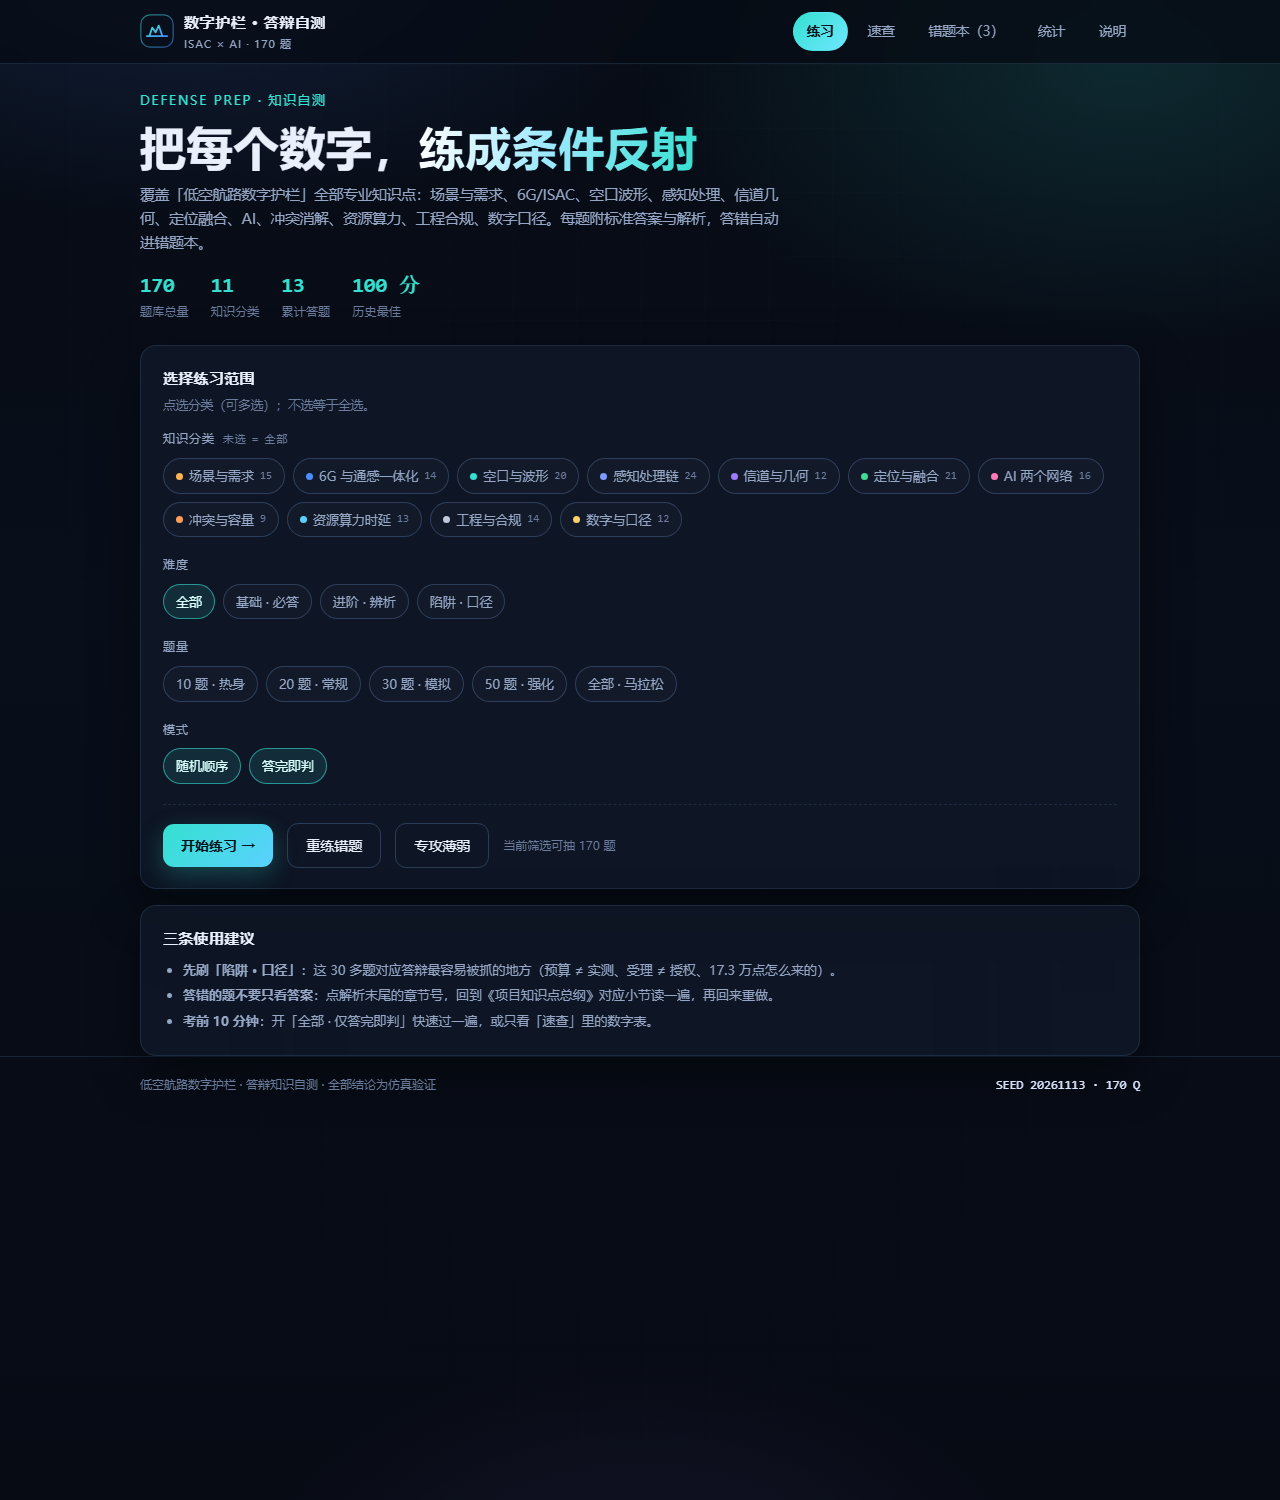 数字护栏 · 答辩自测
ISAC × AI · 170 题
练习
速查
错题本（3）
统计
说明
DEFENSE PREP · 知识自测
把每个数字，练成条件反射
覆盖「低空航路数字护栏」全部专业知识点：场景与需求、6G/ISAC、空口波形、感知处理、信道几
何、定位融合、AI、冲突消解、资源算力、工程合规、数字口径。每题附标准答案与解析，答错自动
进错题本。
170 11 13 100 分
题库总量 知识分类 累计答题 历史最佳
选择练习范围
点选分类（可多选）；不选等于全选。
知识分类 未选 = 全部
场景与需求 15 6G 与通感一体化 14 空口与波形 20 感知处理链 24 信道与几何 12 定位与融合 21 AI 两个网络 16
冲突与容量 9 资源算力时延 13 工程与合规 14 数字与口径 12
难度
全部 基础 · 必答 进阶 · 辨析 陷阱 · 口径
题量
10 题 · 热身 20 题 · 常规 30 题 · 模拟 50 题 · 强化 全部 · 马拉松
模式
随机顺序 答完即判
开始练习 → 重练错题 专攻薄弱 当前筛选可抽 170 题
三条使用建议
先刷「陷阱 · 口径」：这 30 多题对应答辩最容易被抓的地方（预算 ≠ 实测、受理 ≠ 授权、17.3 万点怎么来的）。
答错的题不要只看答案：点解析末尾的章节号，回到《项目知识点总纲》对应小节读一遍，再回来重做。
考前 10 分钟：开「全部 · 仅答完即判」快速过一遍，或只看「速查」里的数字表。
低空航路数字护栏 · 答辩知识自测 · 全部结论为仿真验证
SEED 20261113 · 170 Q